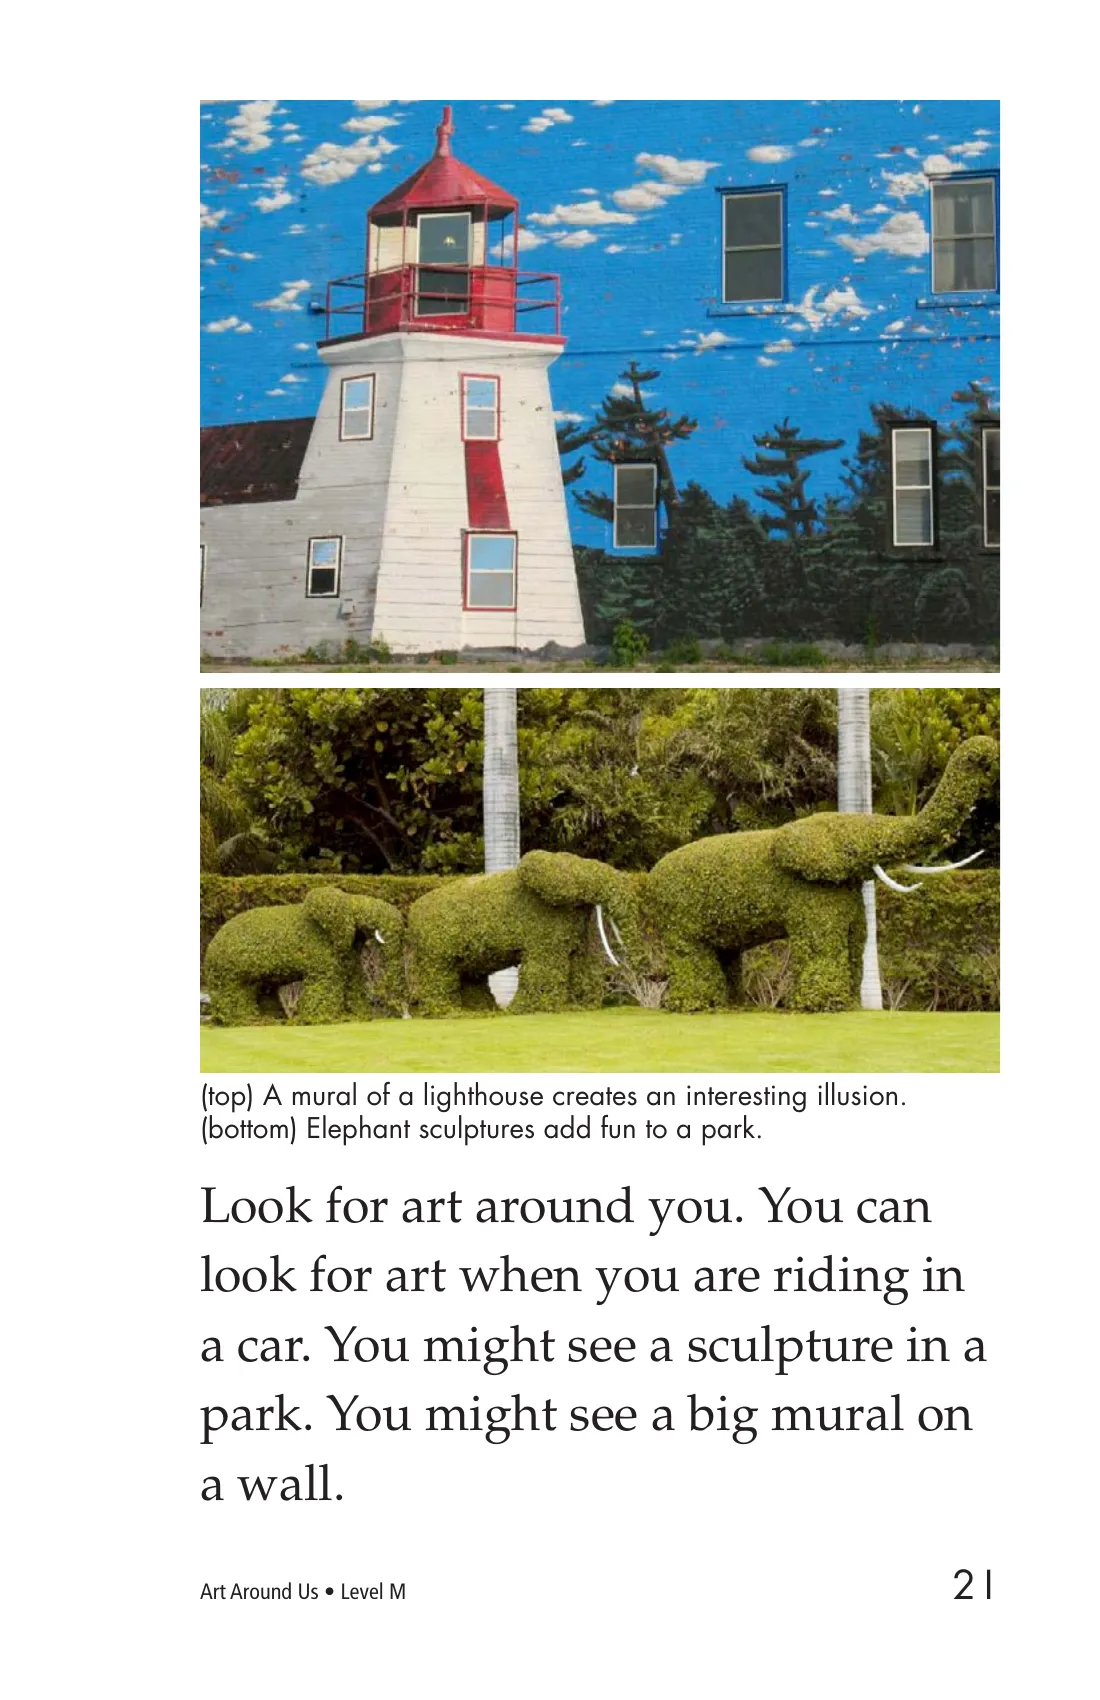 (top) A mural of a lighthouse creates an interesting illusion.
(bottom) Elephant sculptures add fun to a park.
Look for art around you. You can
look for art when you are riding in
a car. You might see a sculpture in a
park. You might see a big mural on
a wall.
Art Around Us • Level M
21